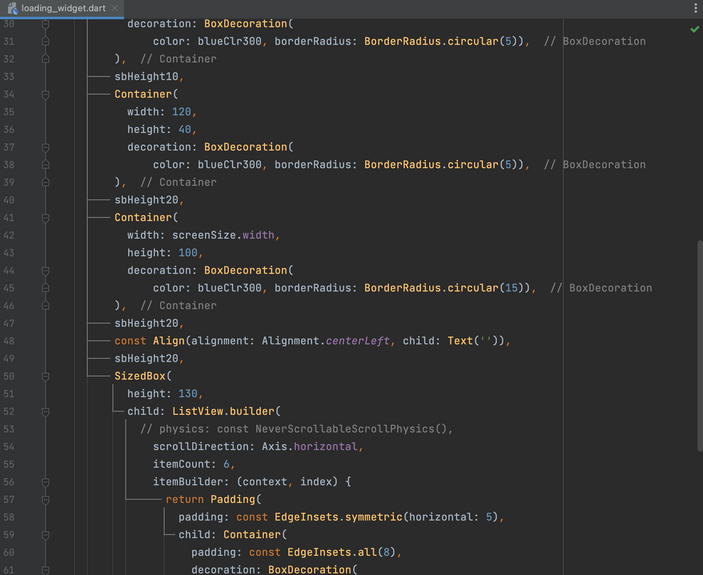 loading_widget.dart
30 decoration: BoxDecoration(
31 color: blueClr300, borderRadius: BorderRadius.circular(5)), // BoxDecoration
32 ), // Container
33 sbHeight10,
34 Container(
35 width: 120,
36 height: 40,
37 decoration: BoxDecoration(
38 color: blueClr300, borderRadius: BorderRadius.circular(5)), // BoxDecoration
39 ), // Container
40 sbHeight20,
41 Container(
42 width: screenSize.width,
43 height: 100,
44 decoration: BoxDecoration(
45 color: blueClr300, borderRadius: BorderRadius.circular(15)), // BoxDecoration
46 ), // Container
47 sbHeight20,
48 const Align(alignment: Alignment.centerLeft, child: Text('')),
49 sbHeight20,
50 SizedBox(
51 height: 130,
52 child: ListView.builder(
53 // physics: const NeverScrollableScrollPhysics(),
54 scrollDirection: Axis.horizontal,
55 itemCount: 6,
56 itemBuilder: (context, index) {
57 return Padding(
58 padding: const EdgeInsets.symmetric(horizontal: 5),
59 child: Container(
60 padding: const EdgeInsets.all(8),
61 decoration: BoxDecoration(